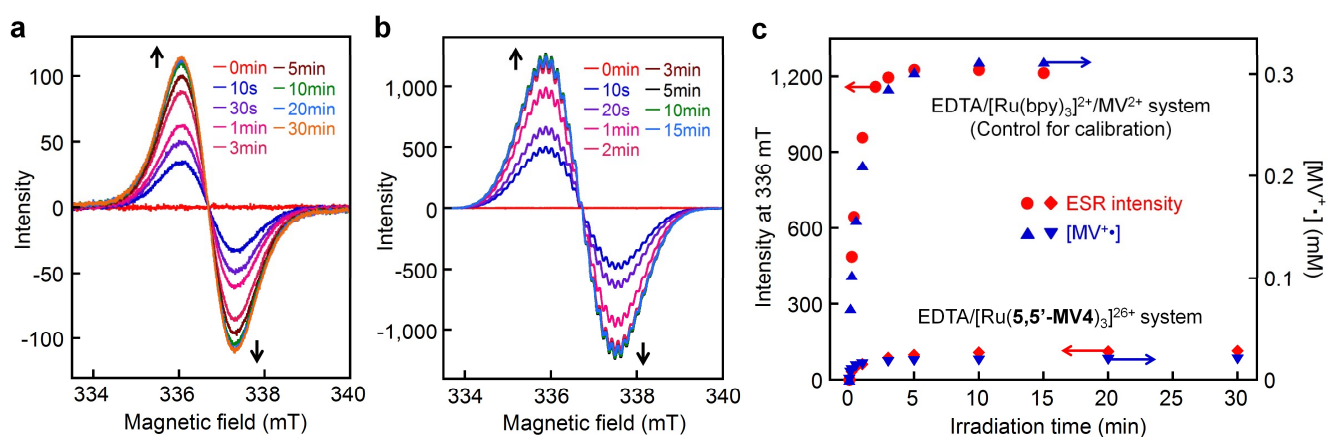 a
Intensity
100
50
0
-50
-100
0min
10s
30s
1min
3min
5min
10min
20min
30min
334
336
338
340
Magnetic field (mT)
b
Intensity
1,000
500
0
-500
-1,000
0min
10s
20s
1min
2min
3min
5min
10min
15min
334
336
338
340
Magnetic field (mT)
c
Intensity at 336 mT
1,200
900
600
300
0
EDTA/[Ru(bpy)₃]²⁺/MV²⁺ system
(Control for calibration)
ESR intensity
[MV⁺•]
EDTA/[Ru(5,5'-MV4)₃]²⁶⁺ system
0.3
0.2
0.1
0
[MV⁺•] (mM)
0
5
10
15
20
25
30
Irradiation time (min)